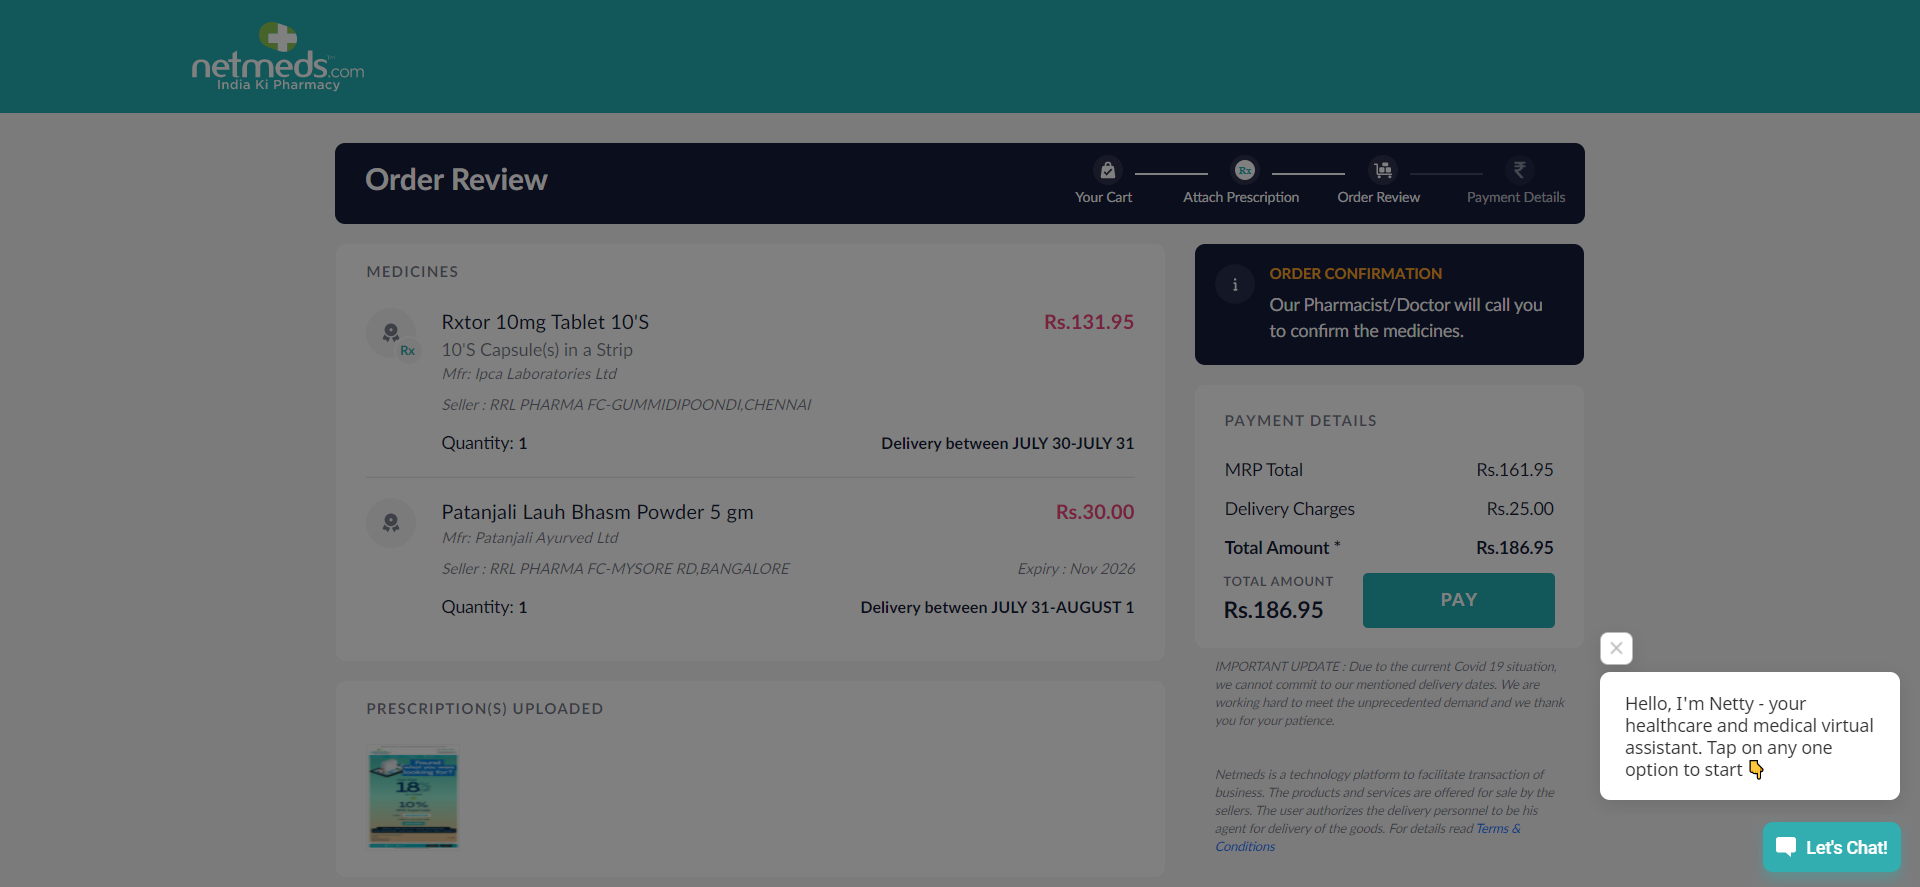 netmeds.com
India Ki Pharmacy
Order Review
Your Cart
Rx
Attach Prescription
Order Review
₹
Payment Details
MEDICINES
Rxtor 10mg Tablet 10'S
Rs.131.95
Rx
10'S Capsule(s) in a Strip
Mfr: Ipca Laboratories Ltd
Seller : RRL PHARMA FC-GUMMIDIPOONDI,CHENNAI
Quantity: 1
Delivery between JULY 30-JULY 31
Patanjali Lauh Bhasm Powder 5 gm
Rs.30.00
Mfr: Patanjali Ayurved Ltd
Seller : RRL PHARMA FC-MYSORE RD,BANGALORE
Expiry : Nov 2026
Quantity: 1
Delivery between JULY 31-AUGUST 1
PRESCRIPTION(S) UPLOADED
Found
what you were
looking for?
18
10%
i
ORDER CONFIRMATION
Our Pharmacist/Doctor will call you
to confirm the medicines.
PAYMENT DETAILS
MRP Total
Rs.161.95
Delivery Charges
Rs.25.00
Total Amount *
Rs.186.95
TOTAL AMOUNT
Rs.186.95
PAY
IMPORTANT UPDATE : Due to the current Covid 19 situation,
we cannot commit to our mentioned delivery dates. We are
working hard to meet the unprecedented demand and we thank
you for your patience.
Netmeds is a technology platform to facilitate transaction of
business. The products and services are offered for sale by the
sellers. The user authorizes the delivery personnel to be his
agent for delivery of the goods. For details read Terms &
Conditions
Hello, I'm Netty - your
healthcare and medical virtual
assistant. Tap on any one
option to start 👇
Let's Chat!